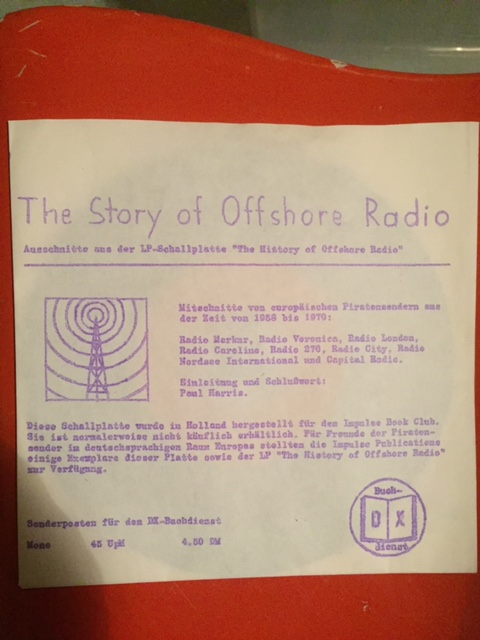 The Story of Offshore Radio
Ausschnitte aus der LP-Schallplatte "The History of Offshore Radio"
Mitschnitte von europäischen Piratensendern aus
der Zeit von 1958 bis 1970:
Radio Merkur, Radio Veronica, Radio London,
Radio Caroline, Radio 270, Radio City, Radio
Nordsee International und Capital Radio.
Einleitung und Schlußwort:
Paul Harris.
Diese Schallplatte wurde in Holland hergestellt für den Impulse Book Club.
Sie ist normalerweise nicht käuflich erhältlich. Für Freunde der Piraten-
sender im deutschsprachigen Raum Europas stellten die Impulse Publications
einige Exemplare dieser Platte sowie der LP "The History of Offshore Radio"
zur Verfügung.
Sonderposten für den DX-Buchdienst
Mono 45 UpM 4.50 DM
Buch-
D X
dienst